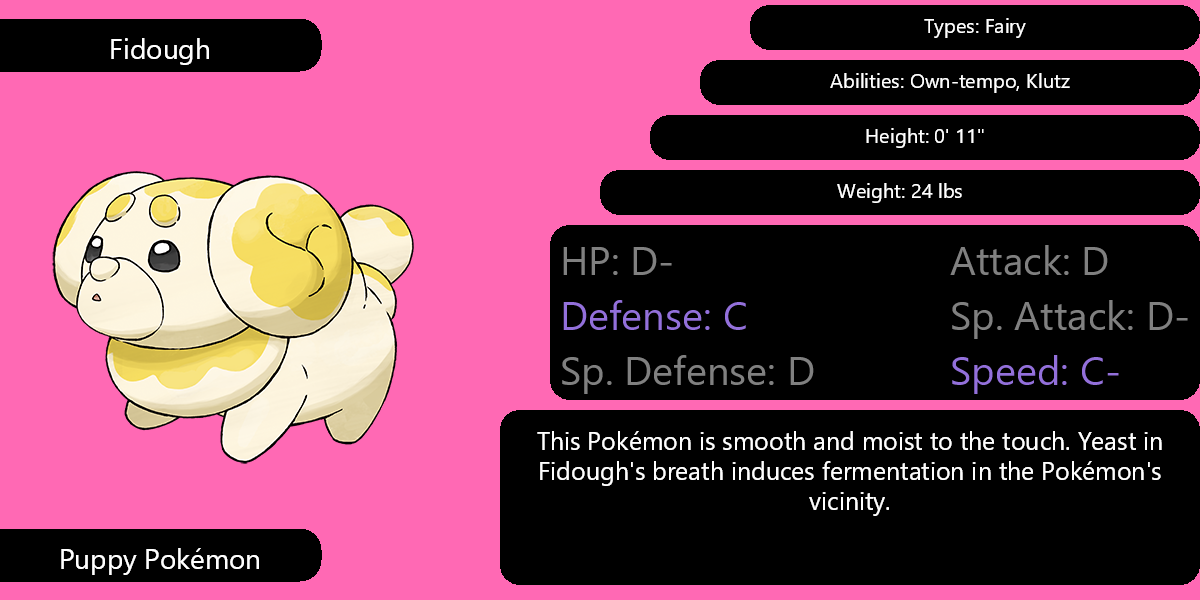 Fidough
Types: Fairy
Abilities: Own-tempo, Klutz
Height: 0' 11"
Weight: 24 lbs
HP: D-
Attack: D
Defense: C
Sp. Attack: D-
Sp. Defense: D
Speed: C-
This Pokémon is smooth and moist to the touch. Yeast in
Fidough's breath induces fermentation in the Pokémon's
vicinity.
Puppy Pokémon